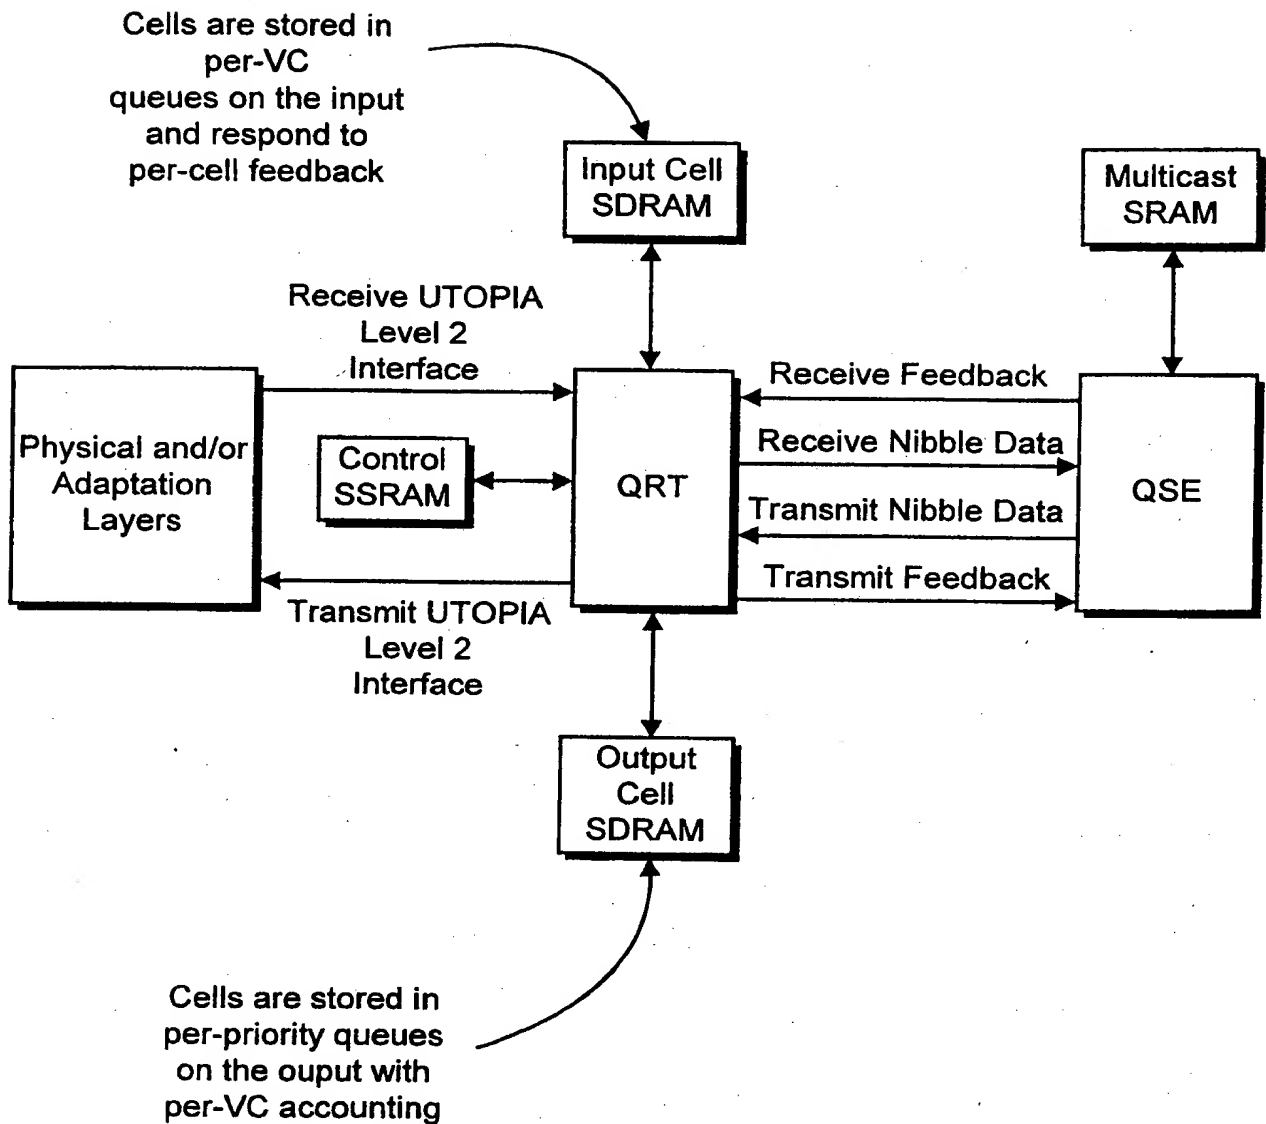 Cells are stored in
per-VC
queues on the input
and respond to
per-cell feedback
Input Cell
SDRAM
Multicast
SRAM
Receive UTOPIA
Level 2
Interface
Physical and/or
Adaptation
Layers
Control
SSRAM
QRT
Receive Feedback
Receive Nibble Data
Transmit Nibble Data
Transmit Feedback
QSE
Transmit UTOPIA
Level 2
Interface
Output
Cell
SDRAM
Cells are stored in
per-priority queues
on the ouput with
per-VC accounting